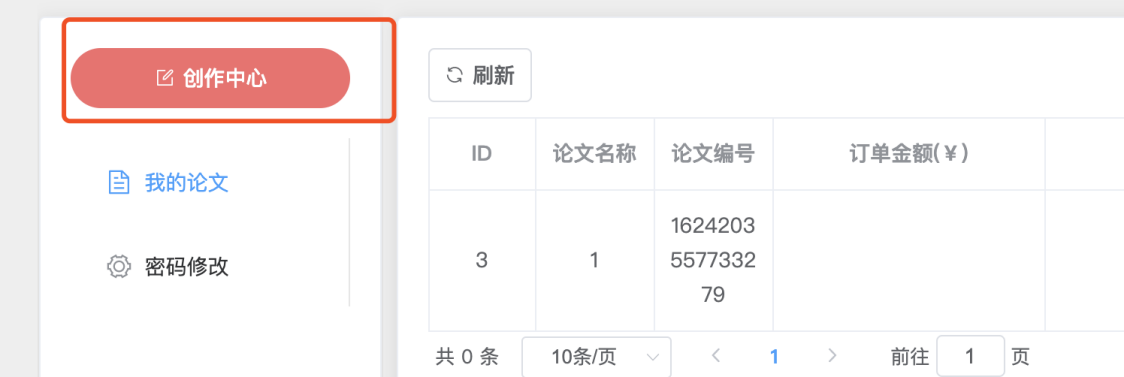 创作中心
刷新
ID 论文名称 论文编号 订单金额(¥)
我的论文
3 1 1624203
5577332
79
密码修改
共 0 条 10条/页 1 前往 1 页